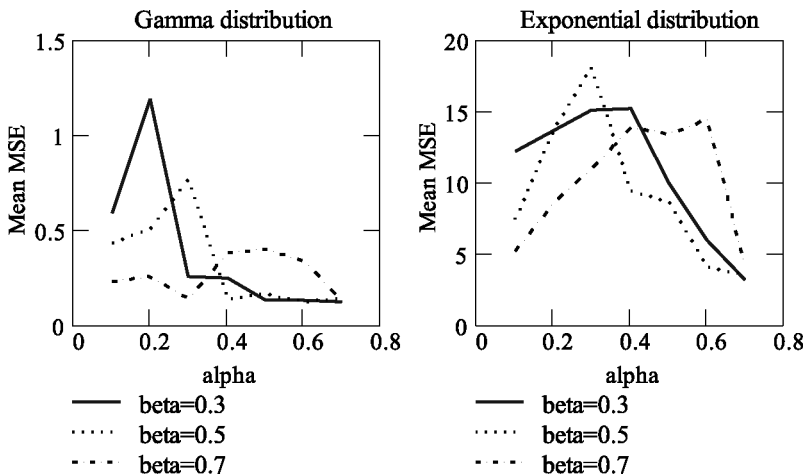 Gamma distribution
1.5
1
0.5
0
Mean MSE
0 0.2 0.4 0.6 0.8
alpha
beta=0.3
beta=0.5
beta=0.7
Exponential distribution
20
15
10
5
0
Mean MSE
0 0.2 0.4 0.6 0.8
alpha
beta=0.3
beta=0.5
beta=0.7